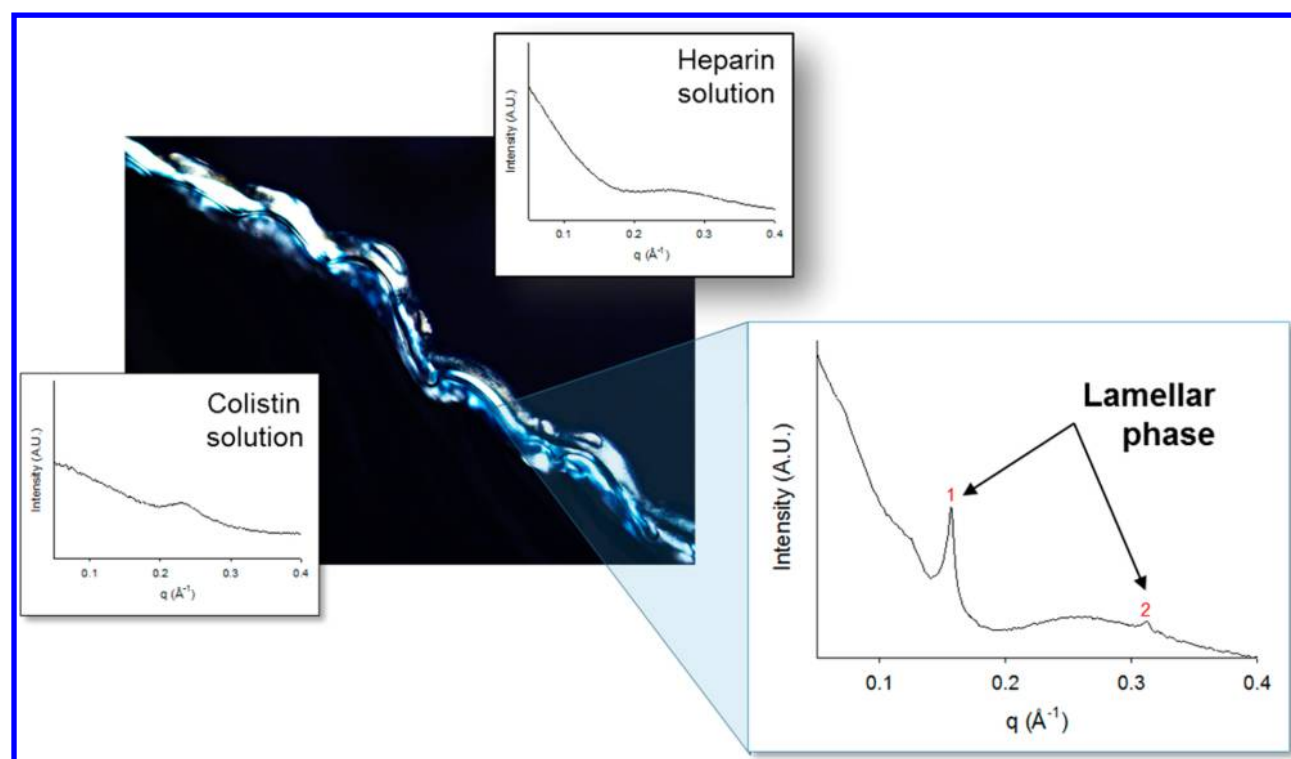 Heparin
solution
Intensity (A.U.)
0.1 0.2 0.3 0.4
q (Å⁻¹)
Colistin
solution
Intensity (A.U.)
0.1 0.2 0.3 0.4
q (Å⁻¹)
Lamellar
phase
1
2
Intensity (A.U.)
0.1 0.2 0.3 0.4
q (Å⁻¹)